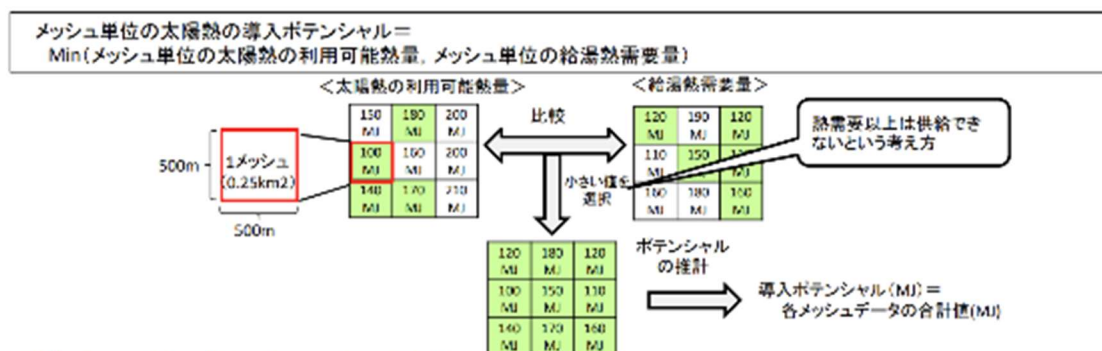 メッシュ単位の太陽熱の導入ポテンシャル＝
Min(メッシュ単位の太陽熱の利用可能熱量, メッシュ単位の給湯熱需要量)
＜太陽熱の利用可能熱量＞
150 MJ 180 MJ 200 MJ
100 MJ 160 MJ 200 MJ
140 MJ 170 MJ 210 MJ
500m
1メッシュ
(0.25km2)
500m
比較
小さい値を
選択
＜給湯熱需要量＞
120 MJ 190 MJ 120 MJ
110 MJ 150 MJ
160 MJ 180 MJ 160 MJ
熱需要以上は供給でき
ないという考え方
120 MJ 180 MJ 120 MJ
100 MJ 150 MJ 110 MJ
140 MJ 170 MJ 160 MJ
ポテンシャル
の推計
導入ポテンシャル(MJ)＝
各メッシュデータの合計値(MJ)